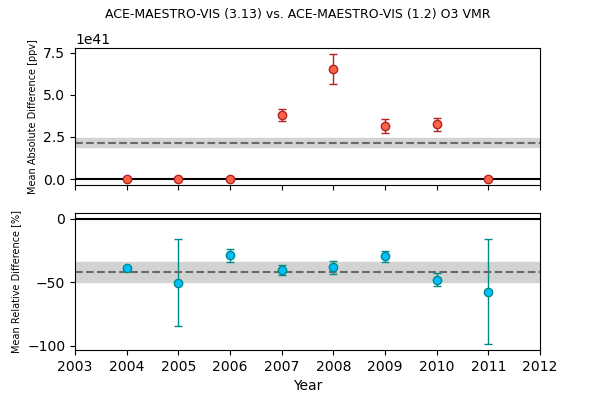 ACE-MAESTRO-VIS (3.13) vs. ACE-MAESTRO-VIS (1.2) O3 VMR
1e41
Mean Absolute Difference [ppv]
7.5
5.0
2.5
0.0
Mean Relative Difference [%]
0
−50
−100
2003 2004 2005 2006 2007 2008 2009 2010 2011 2012
Year